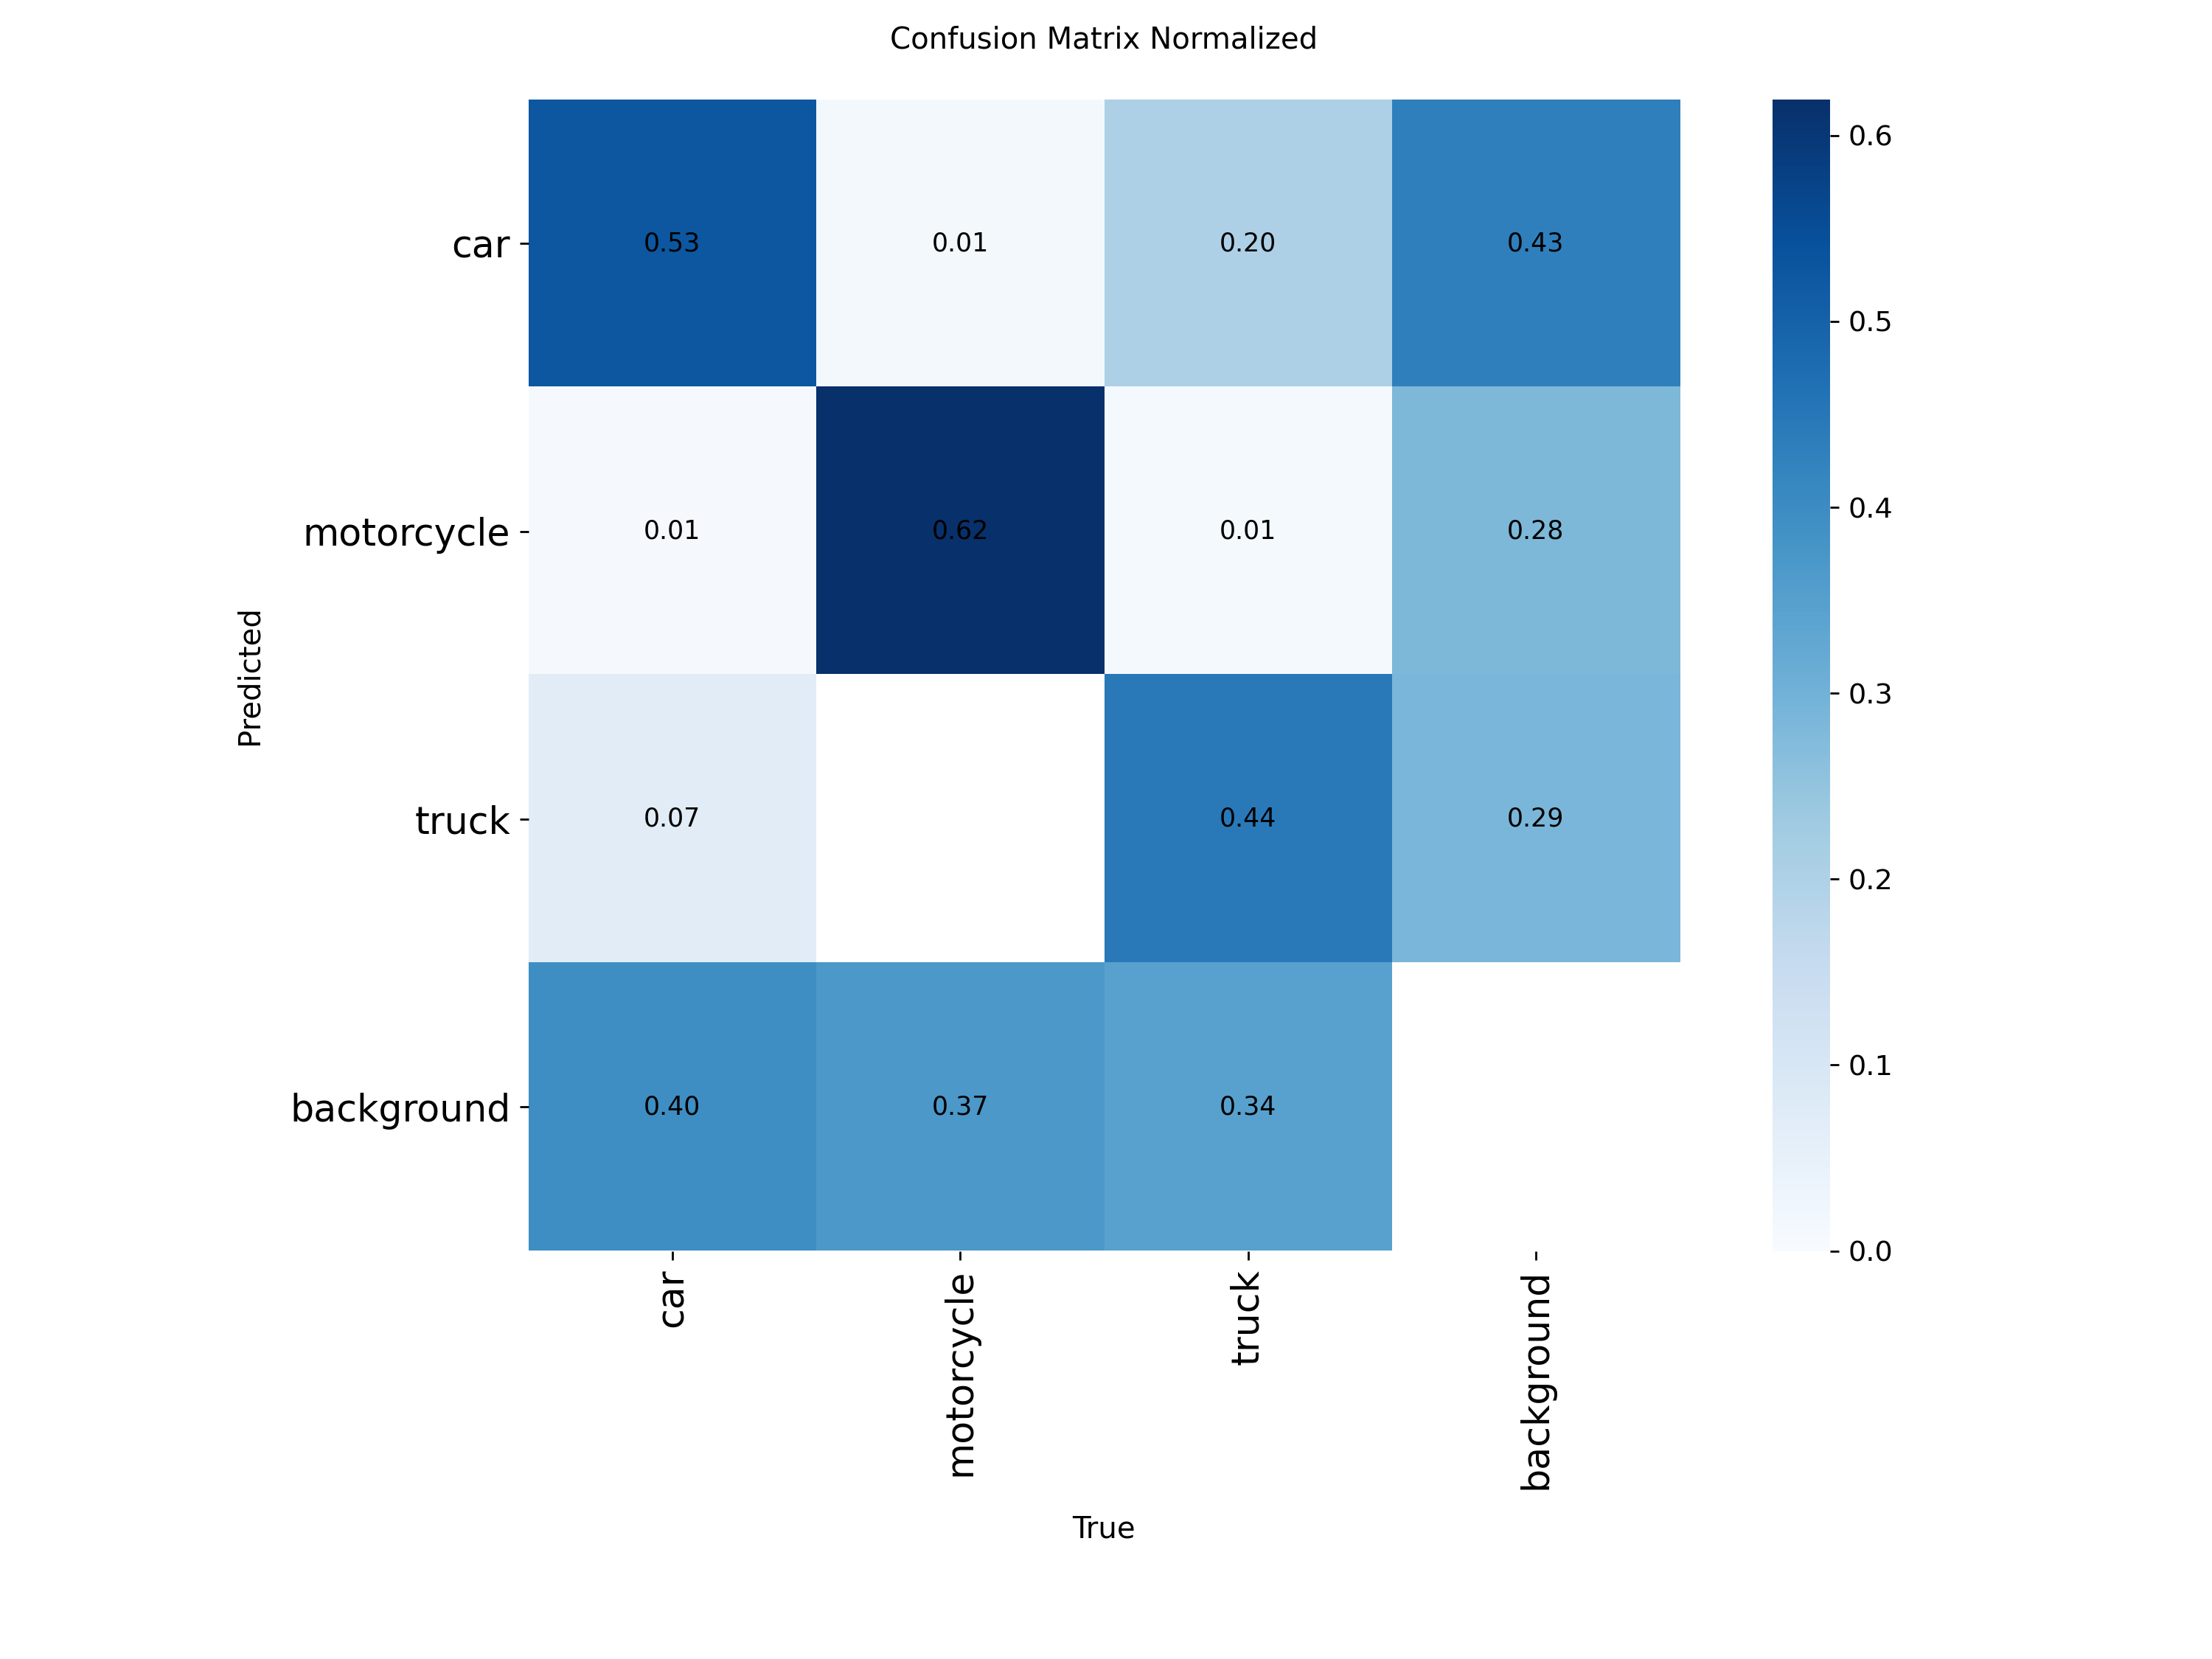 Confusion Matrix Normalized
car 0.53 0.01 0.20 0.43
motorcycle 0.01 0.62 0.01 0.28
truck 0.07 0.44 0.29
background 0.40 0.37 0.34
car motorcycle truck background
Predicted
True
0.6
0.5
0.4
0.3
0.2
0.1
0.0